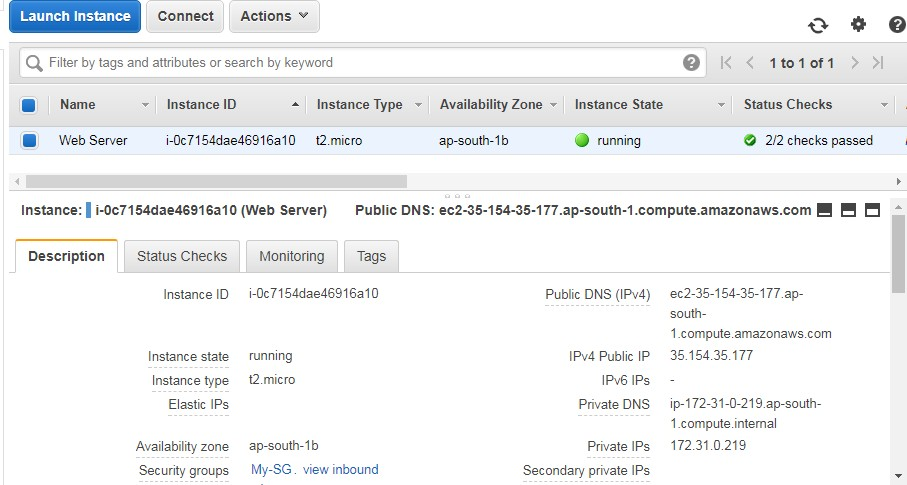 Launch Instance Connect Actions
Filter by tags and attributes or search by keyword 1 to 1 of 1
Name Instance ID Instance Type Availability Zone Instance State Status Checks
Web Server i-0c7154dae46916a10 t2.micro ap-south-1b running 2/2 checks passed
Instance: i-0c7154dae46916a10 (Web Server) Public DNS: ec2-35-154-35-177.ap-south-1.compute.amazonaws.com
Description Status Checks Monitoring Tags
Instance ID i-0c7154dae46916a10 Public DNS (IPv4) ec2-35-154-35-177.ap-
south-
1.compute.amazonaws.com
Instance state running IPv4 Public IP 35.154.35.177
Instance type t2.micro IPv6 IPs -
Elastic IPs Private DNS ip-172-31-0-219.ap-south-
1.compute.internal
Availability zone ap-south-1b Private IPs 172.31.0.219
Security groups My-SG. view inbound Secondary private IPs